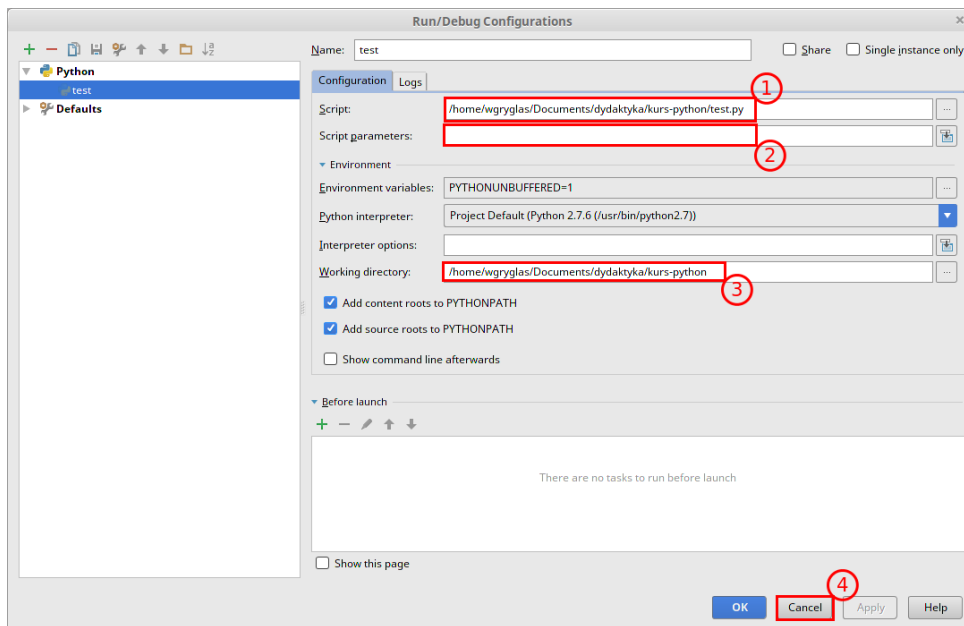 Run/Debug Configurations
Name: test
Share
Single instance only
Python
test
Defaults
Configuration
Logs
1
Script: /home/wgryglas/Documents/dydaktyka/kurs-python/test.py
Script parameters:
2
Environment
Environment variables: PYTHONUNBUFFERED=1
Python interpreter: Project Default (Python 2.7.6 (/usr/bin/python2.7))
Interpreter options:
Working directory: /home/wgryglas/Documents/dydaktyka/kurs-python
3
Add content roots to PYTHONPATH
Add source roots to PYTHONPATH
Show command line afterwards
Before launch
There are no tasks to run before launch
Show this page
4
OK
Cancel
Apply
Help